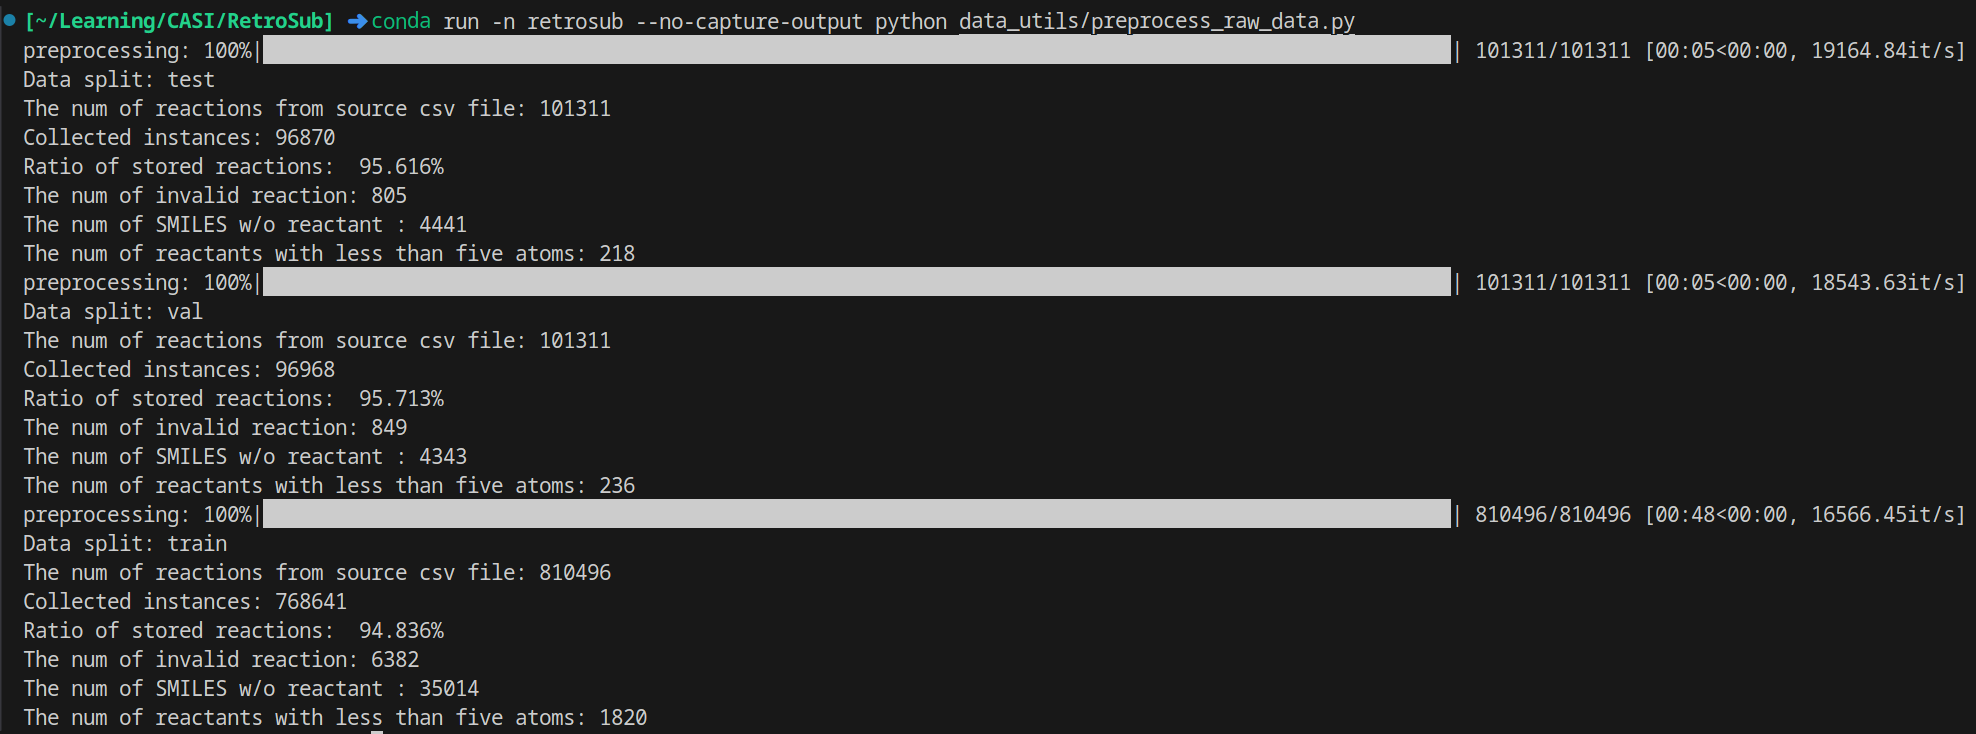 [~/Learning/CASI/RetroSub] ➜conda run -n retrosub --no-capture-output python data_utils/preprocess_raw_data.py
preprocessing: 100%|██████████| 101311/101311 [00:05<00:00, 19164.84it/s]
Data split: test
The num of reactions from source csv file: 101311
Collected instances: 96870
Ratio of stored reactions:  95.616%
The num of invalid reaction: 805
The num of SMILES w/o reactant : 4441
The num of reactants with less than five atoms: 218
preprocessing: 100%|██████████| 101311/101311 [00:05<00:00, 18543.63it/s]
Data split: val
The num of reactions from source csv file: 101311
Collected instances: 96968
Ratio of stored reactions:  95.713%
The num of invalid reaction: 849
The num of SMILES w/o reactant : 4343
The num of reactants with less than five atoms: 236
preprocessing: 100%|██████████| 810496/810496 [00:48<00:00, 16566.45it/s]
Data split: train
The num of reactions from source csv file: 810496
Collected instances: 768641
Ratio of stored reactions:  94.836%
The num of invalid reaction: 6382
The num of SMILES w/o reactant : 35014
The num of reactants with less than five atoms: 1820